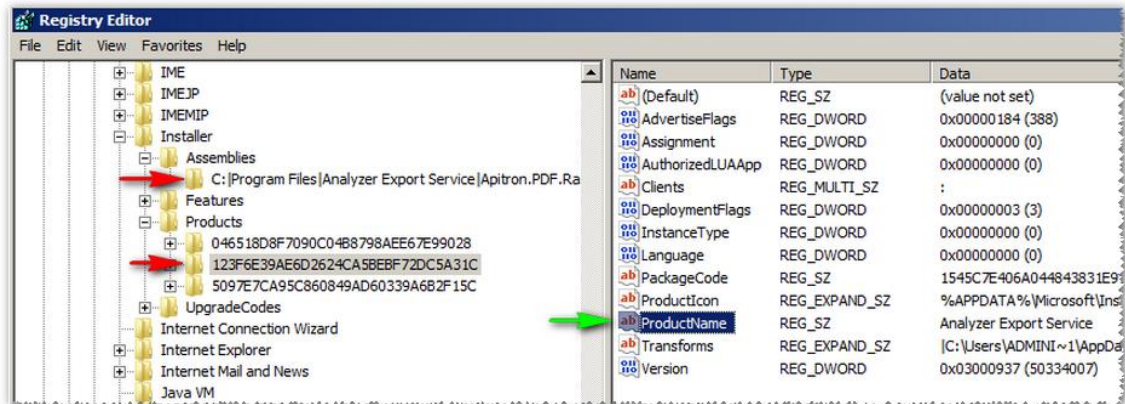 Registry Editor
File Edit View Favorites Help
IME
IMEJP
IMEMIP
Installer
Assemblies
C:|Program Files|Analyzer Export Service|Apitron.PDF.Ra
Features
Products
046518D8F7090C04B8798AEE67E99028
123F6E39AE6D2624CA5BEBF72DC5A31C
5097E7CA95C860849AD60339A6B2F15C
UpgradeCodes
Internet Connection Wizard
Internet Explorer
Internet Mail and News
Java VM
Name Type Data
(Default) REG_SZ (value not set)
AdvertiseFlags REG_DWORD 0x00000184 (388)
Assignment REG_DWORD 0x00000000 (0)
AuthorizedLUAApp REG_DWORD 0x00000000 (0)
Clients REG_MULTI_SZ :
DeploymentFlags REG_DWORD 0x00000003 (3)
InstanceType REG_DWORD 0x00000000 (0)
Language REG_DWORD 0x00000000 (0)
PackageCode REG_SZ 1545C7E406A044843831E9
ProductIcon REG_EXPAND_SZ %APPDATA%\Microsoft\Ins
ProductName REG_SZ Analyzer Export Service
Transforms REG_EXPAND_SZ |C:\Users\ADMINI~1\AppDa
Version REG_DWORD 0x03000937 (50334007)